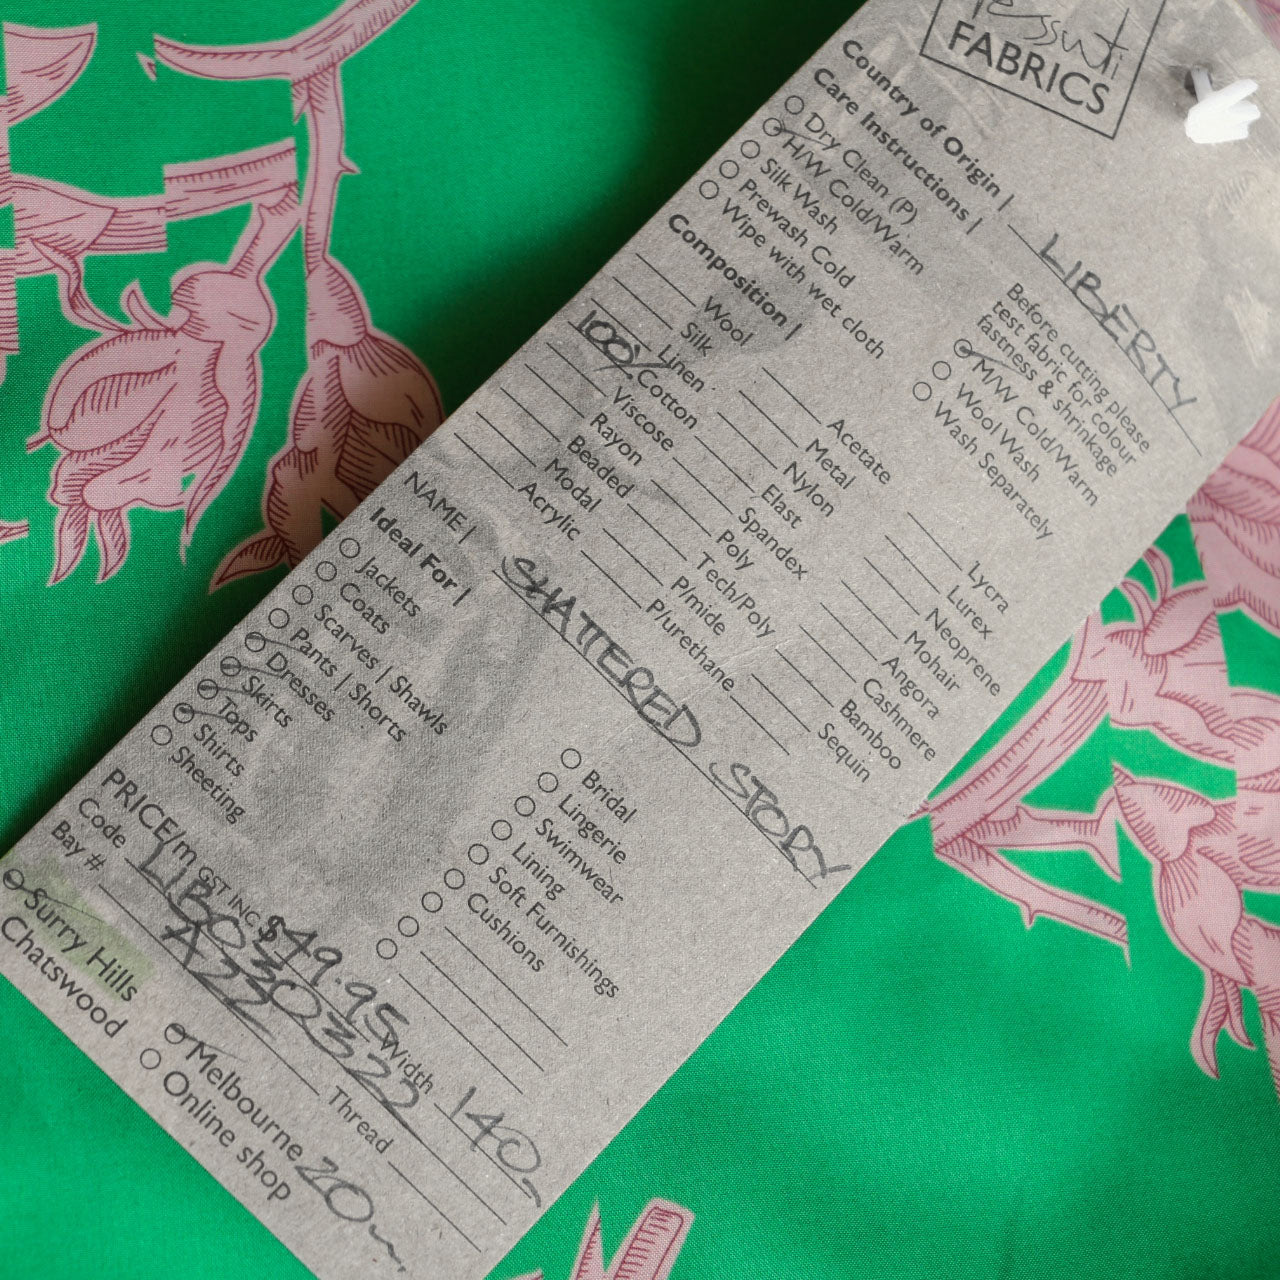 Tessuti
FABRICS
Country of Origin | LIBERTY
Care Instructions |
Dry Clean (P)
H/W Cold/Warm
Silk Wash
Prewash Cold
Wipe with wet cloth
Before cutting please
test fabric for colour
fastness & shrinkage
M/W Cold/Warm
Wool Wash
Wash Separately
Composition |
Wool
Silk
Linen
100% Cotton
Viscose
Rayon
Beaded
Modal
Acrylic
Acetate
Metal
Nylon
Elast
Spandex
Poly
Tech/Poly
P/mide
P/urethane
Lycra
Lurex
Neoprene
Mohair
Angora
Cashmere
Bamboo
Sequin
NAME | SHATTERED STORY
Ideal For |
Jackets
Coats
Scarves | Shawls
Pants | Shorts
Dresses
Skirts
Tops
Shirts
Sheeting
Bridal
Lingerie
Swimwear
Lining
Soft Furnishings
Cushions
PRICE/m GST INC $49.95 Width 140
Code LIB0330322
Bay # A22 Thread
Surry Hills
Chatswood
Melbourne 20m
Online shop